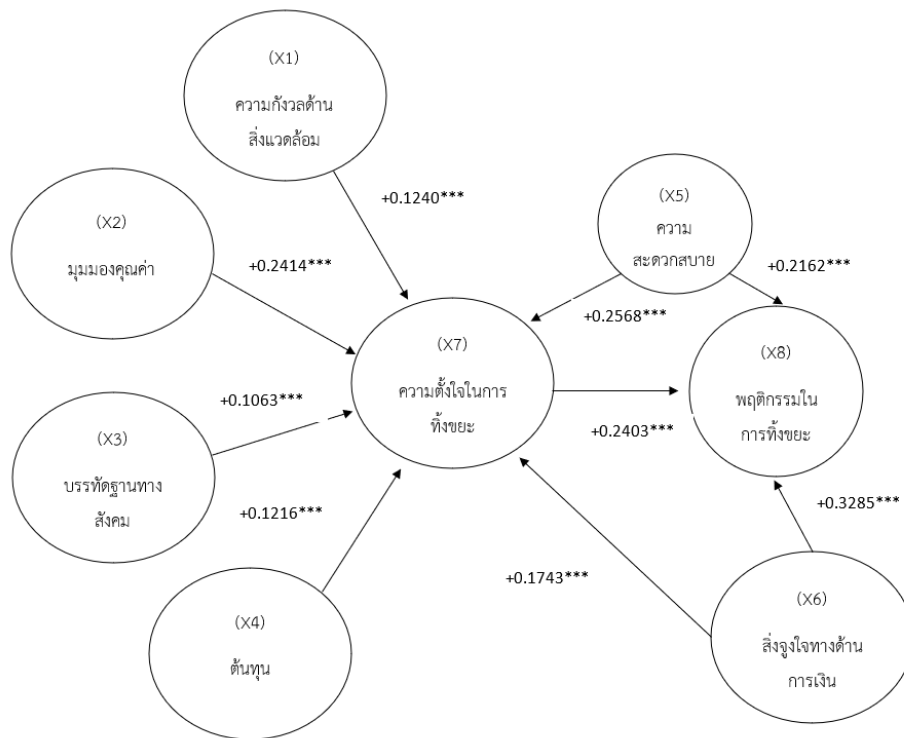 (X1)
ความกังวลด้าน
สิ่งแวดล้อม
+0.1240***
(X2)
มุมมองคุณค่า
+0.2414***
(X5)
ความ
สะดวกสบาย
+0.2162***
+0.2568***
(X7)
ความตั้งใจในการ
ทิ้งขยะ
(X8)
พฤติกรรมใน
การทิ้งขยะ
+0.2403***
(X3)
บรรทัดฐานทาง
สังคม
+0.1063***
+0.1216***
(X4)
ต้นทุน
+0.1743***
+0.3285***
(X6)
สิ่งจูงใจทางด้าน
การเงิน